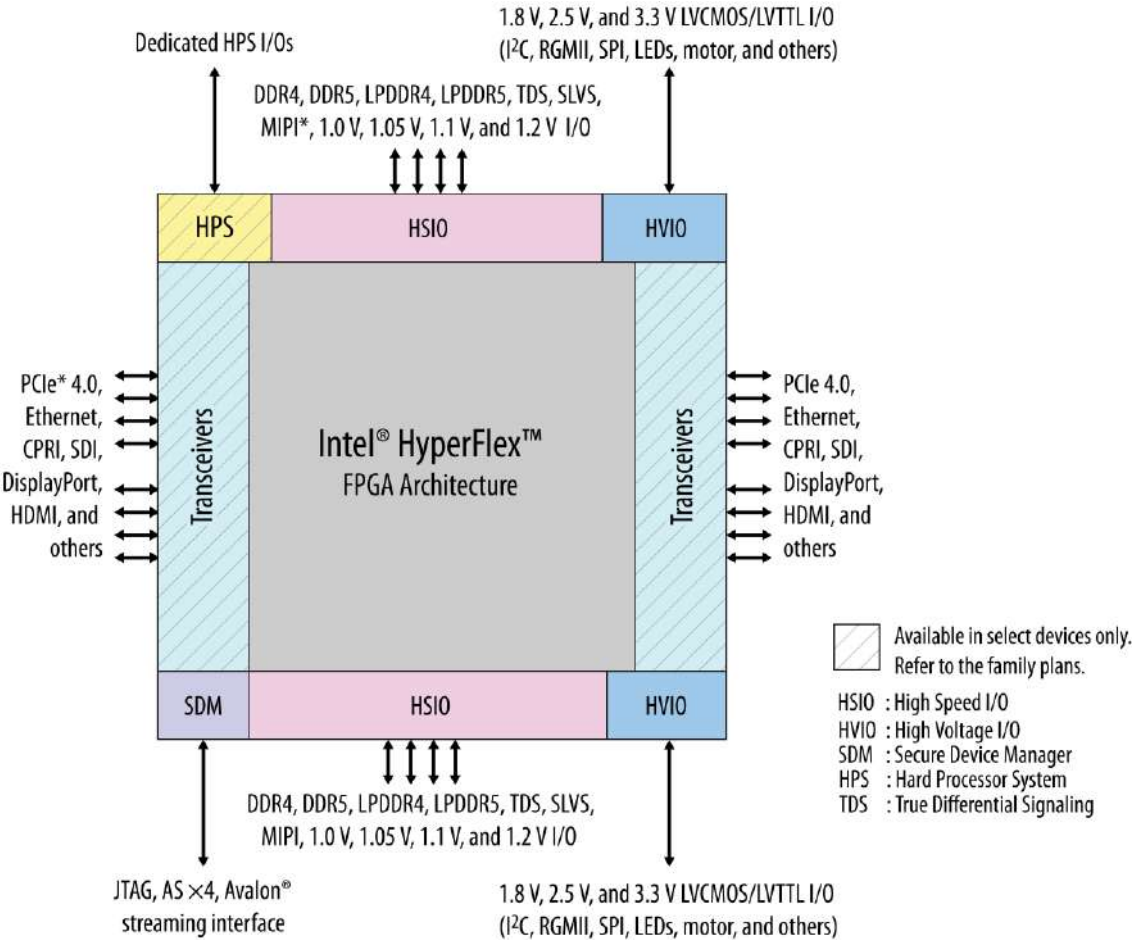 1.8 V, 2.5 V, and 3.3 V LVCMOS/LVTTL I/O
(I²C, RGMII, SPI, LEDs, motor, and others)
Dedicated HPS I/Os
DDR4, DDR5, LPDDR4, LPDDR5, TDS, SLVS,
MIPI*, 1.0 V, 1.05 V, 1.1 V, and 1.2 V I/O
HPS
HSIO
HVIO
PCIe* 4.0,
Ethernet,
CPRI, SDI,
DisplayPort,
HDMI, and
others
Transceivers
Intel® HyperFlex™
FPGA Architecture
Transceivers
PCIe 4.0,
Ethernet,
CPRI, SDI,
DisplayPort,
HDMI, and
others
SDM
HSIO
HVIO
DDR4, DDR5, LPDDR4, LPDDR5, TDS, SLVS,
MIPI, 1.0 V, 1.05 V, 1.1 V, and 1.2 V I/O
JTAG, AS ×4, Avalon®
streaming interface
1.8 V, 2.5 V, and 3.3 V LVCMOS/LVTTL I/O
(I²C, RGMII, SPI, LEDs, motor, and others)
Available in select devices only.
Refer to the family plans.
HSIO : High Speed I/O
HVIO : High Voltage I/O
SDM : Secure Device Manager
HPS : Hard Processor System
TDS : True Differential Signaling